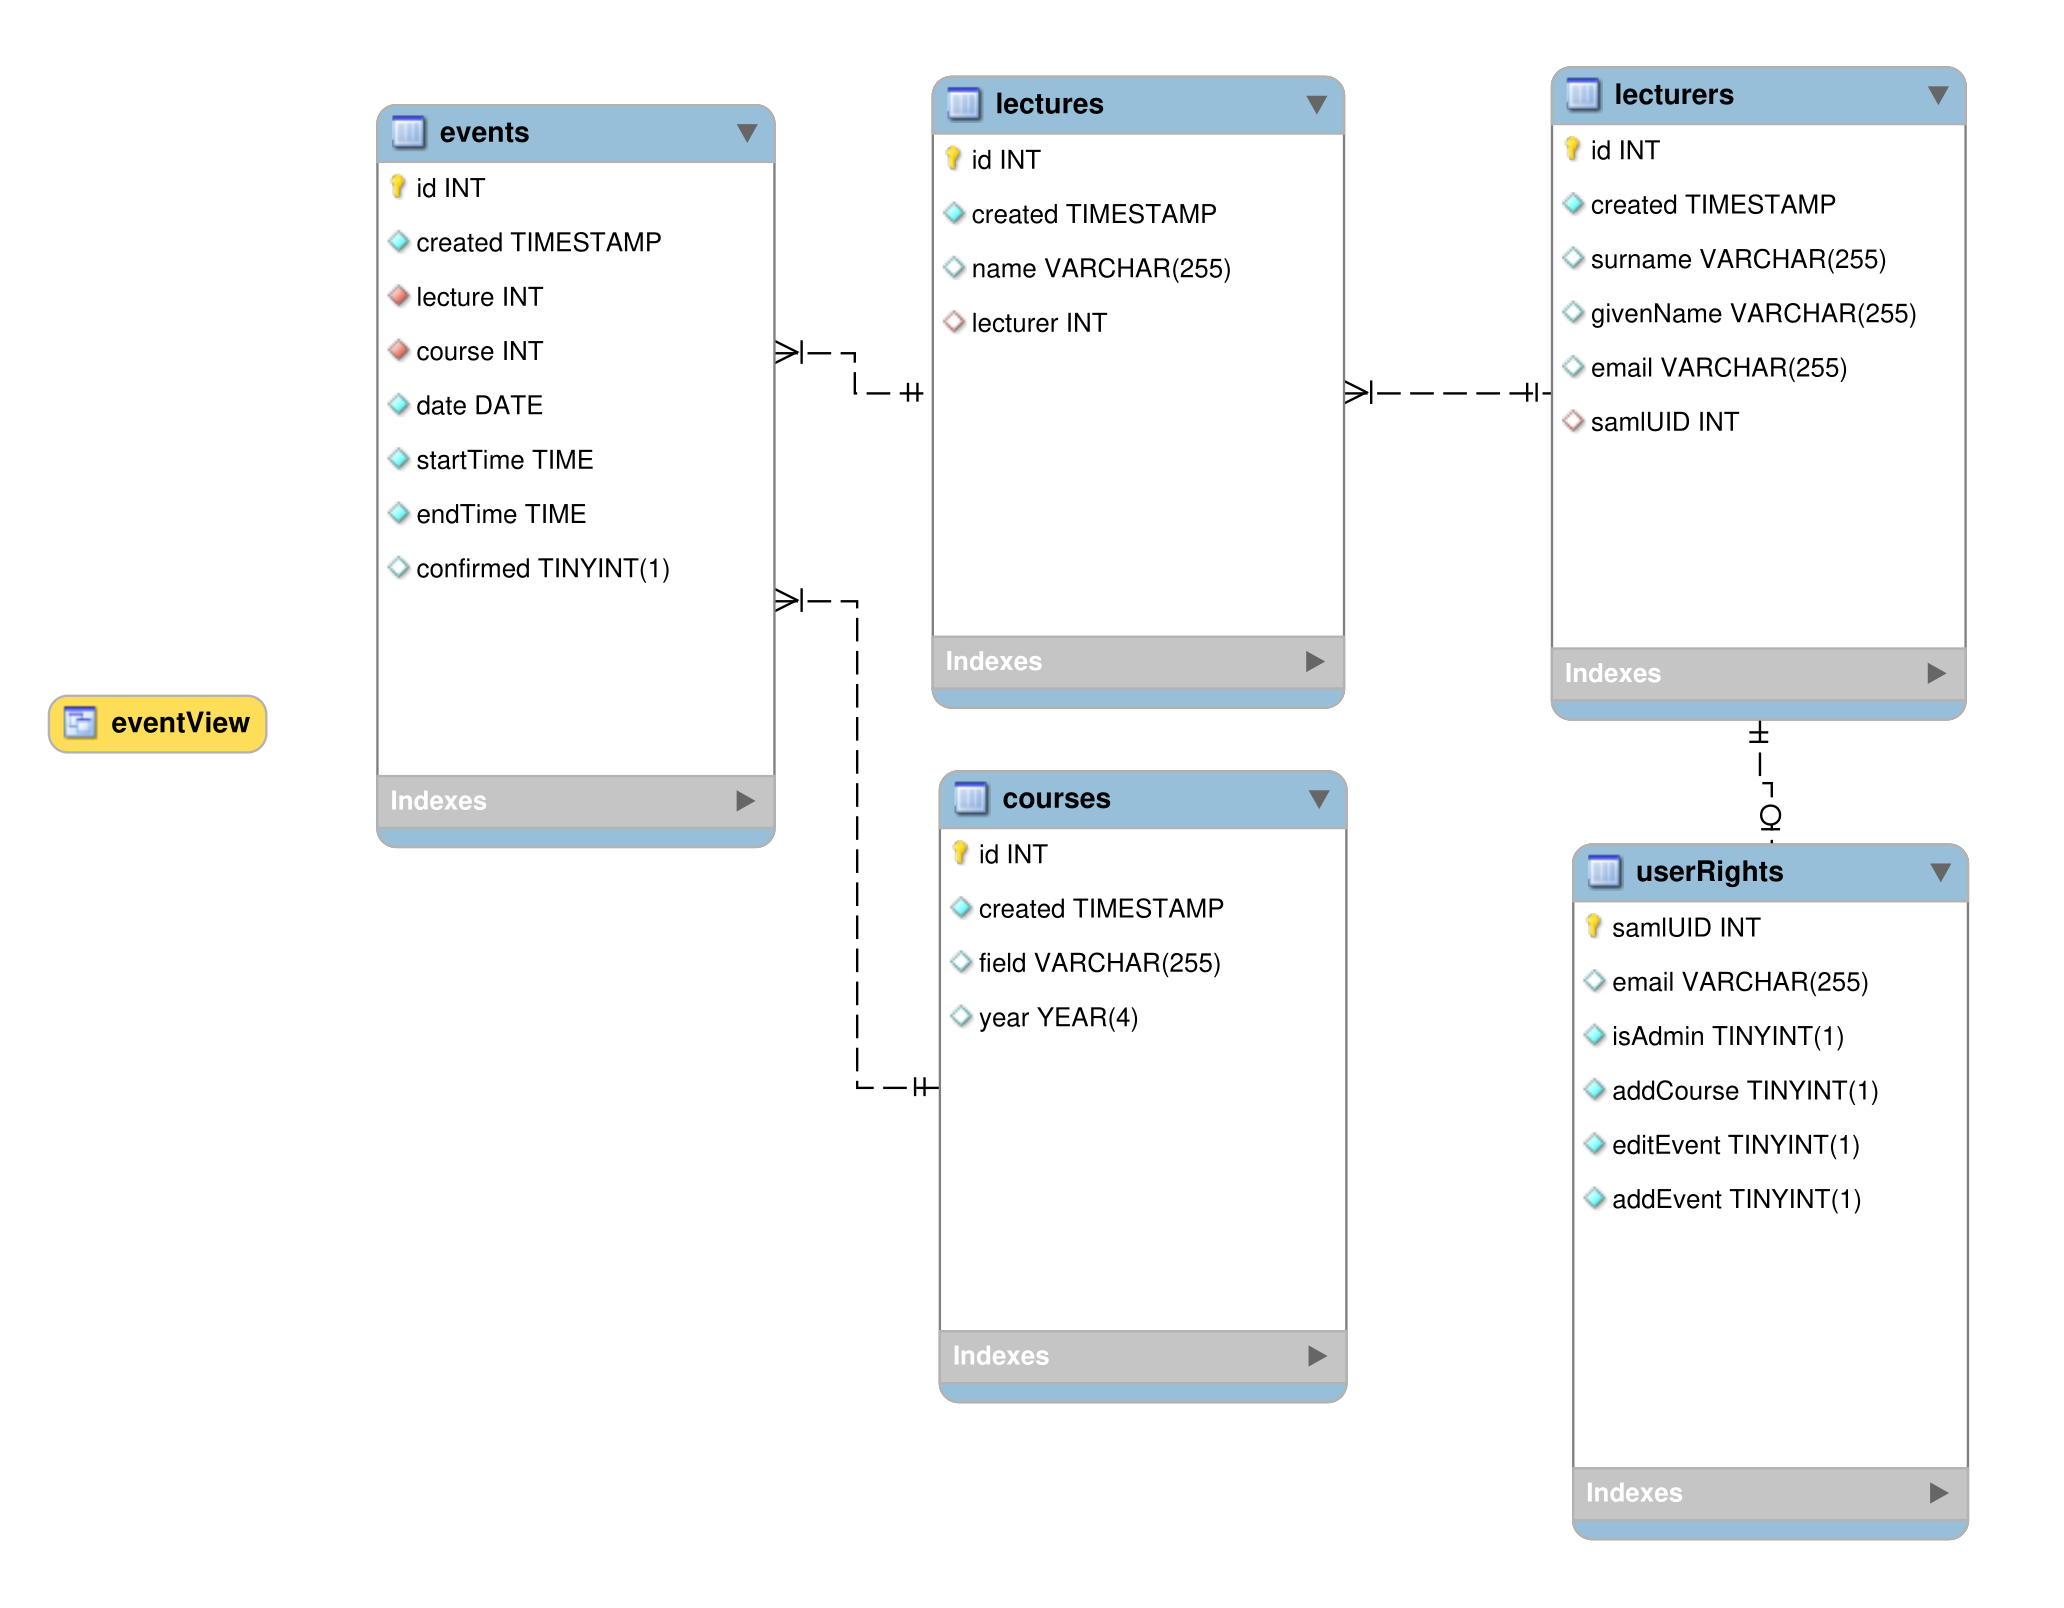 events
id INT
created TIMESTAMP
lecture INT
course INT
date DATE
startTime TIME
endTime TIME
confirmed TINYINT(1)
Indexes
lectures
id INT
created TIMESTAMP
name VARCHAR(255)
lecturer INT
Indexes
lecturers
id INT
created TIMESTAMP
surname VARCHAR(255)
givenName VARCHAR(255)
email VARCHAR(255)
samlUID INT
Indexes
eventView
courses
id INT
created TIMESTAMP
field VARCHAR(255)
year YEAR(4)
Indexes
userRights
samlUID INT
email VARCHAR(255)
isAdmin TINYINT(1)
addCourse TINYINT(1)
editEvent TINYINT(1)
addEvent TINYINT(1)
Indexes